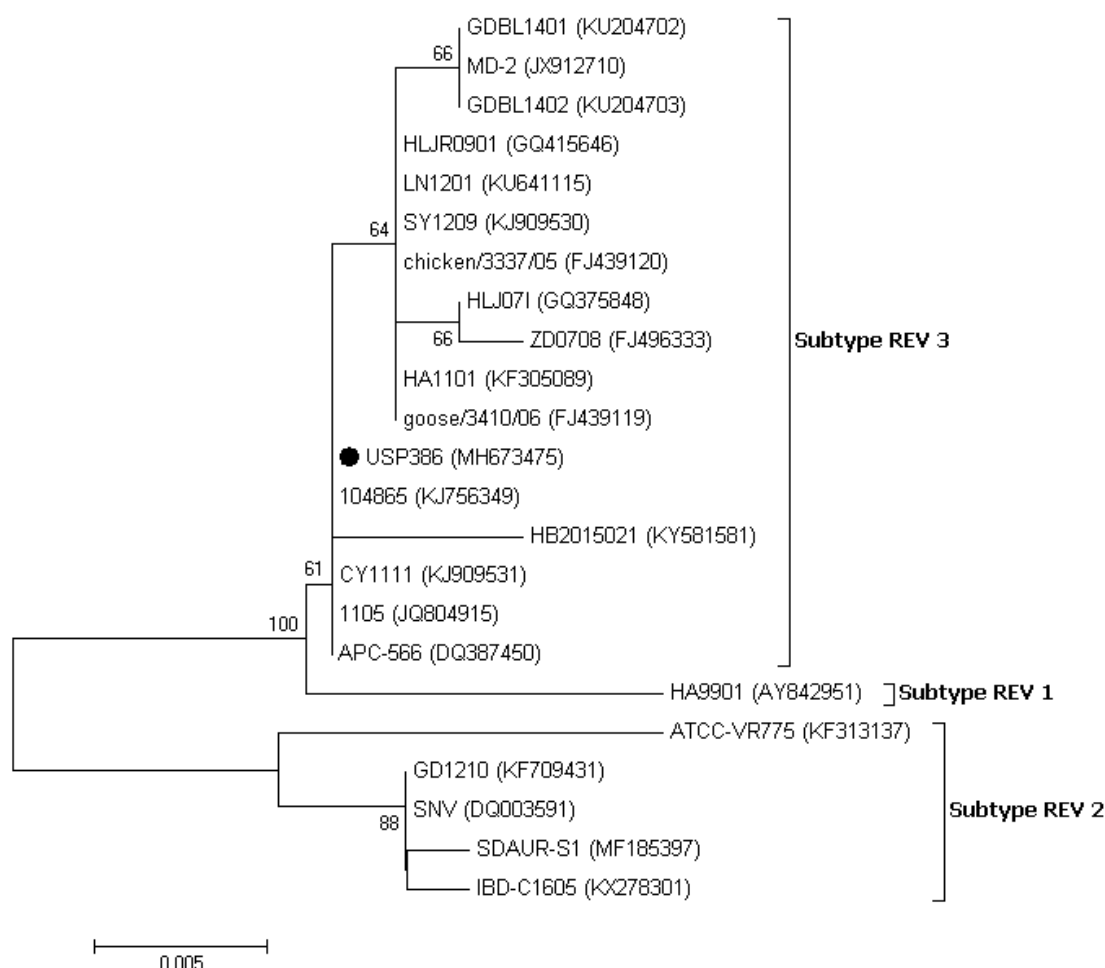 GDBL1401 (KU204702)
66
MD-2 (JX912710)
GDBL1402 (KU204703)
HLJR0901 (GQ415646)
LN1201 (KU641115)
SY1209 (KJ909530)
64
chicken/3337/05 (FJ439120)
HLJ07I (GQ375848)
66
ZD0708 (FJ496333)
Subtype REV 3
HA1101 (KF305089)
goose/3410/06 (FJ439119)
USP386 (MH673475)
104865 (KJ756349)
HB2015021 (KY581581)
61
CY1111 (KJ909531)
1105 (JQ804915)
100
APC-566 (DQ387450)
HA9901 (AY842951)
Subtype REV 1
ATCC-VR775 (KF313137)
GD1210 (KF709431)
SNV (DQ003591)
Subtype REV 2
88
SDAUR-S1 (MF185397)
IBD-C1605 (KX278301)
0.005